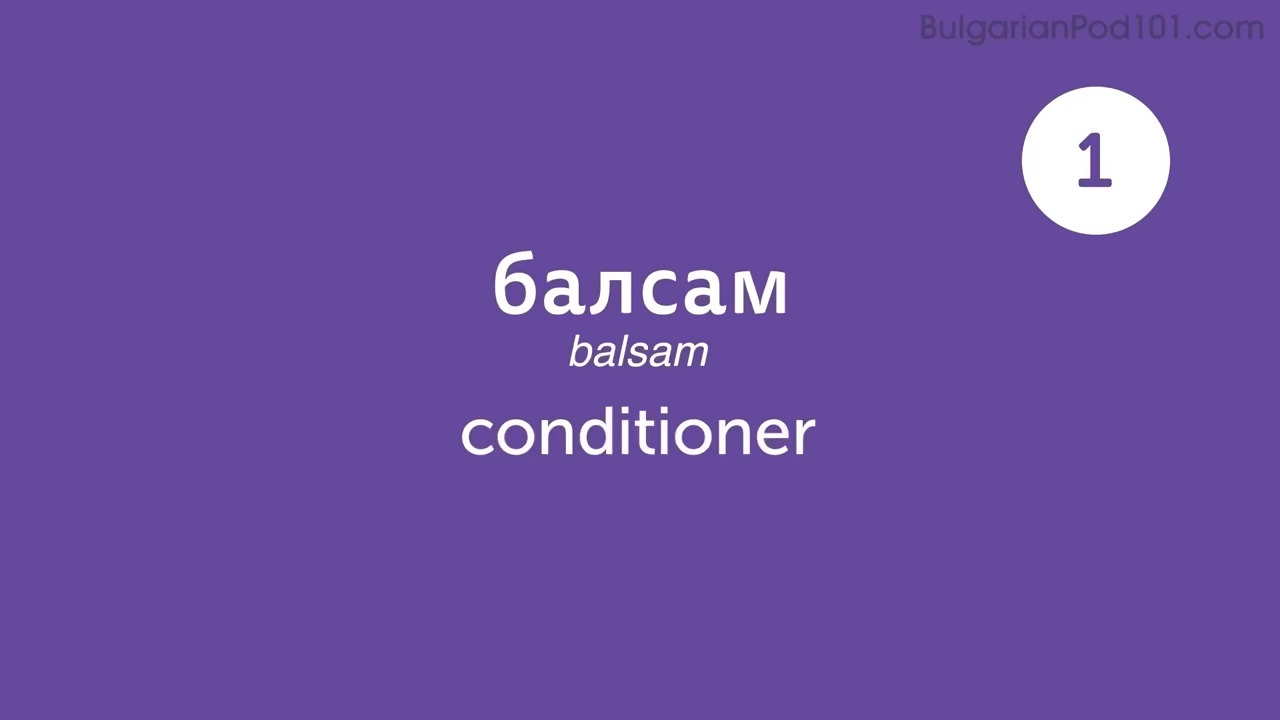 BulgarianPod101.com
1
балсам
balsam
conditioner